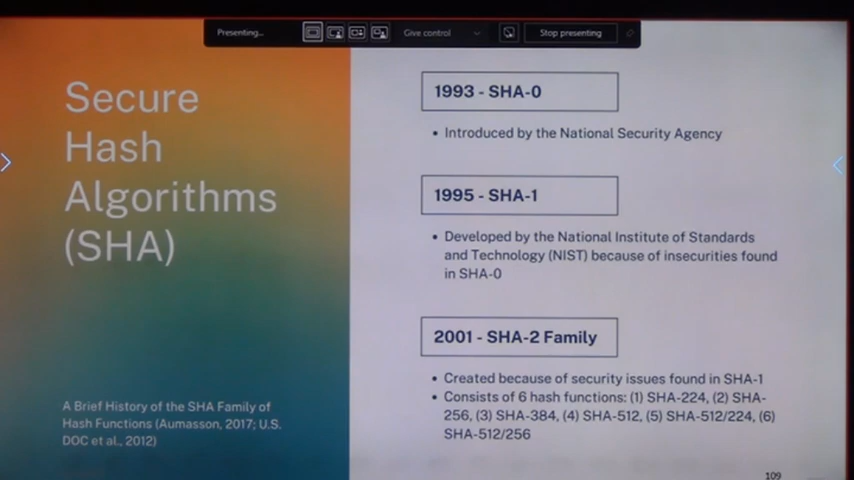 Presenting...
Give control
Stop presenting
Secure
Hash
Algorithms
(SHA)
A Brief History of the SHA Family of
Hash Functions (Aumasson, 2017; U.S.
DOC et al., 2012)
1993 - SHA-0
• Introduced by the National Security Agency
1995 - SHA-1
• Developed by the National Institute of Standards
and Technology (NIST) because of insecurities found
in SHA-0
2001 - SHA-2 Family
• Created because of security issues found in SHA-1
• Consists of 6 hash functions: (1) SHA-224, (2) SHA-
256, (3) SHA-384, (4) SHA-512, (5) SHA-512/224, (6)
SHA-512/256
109